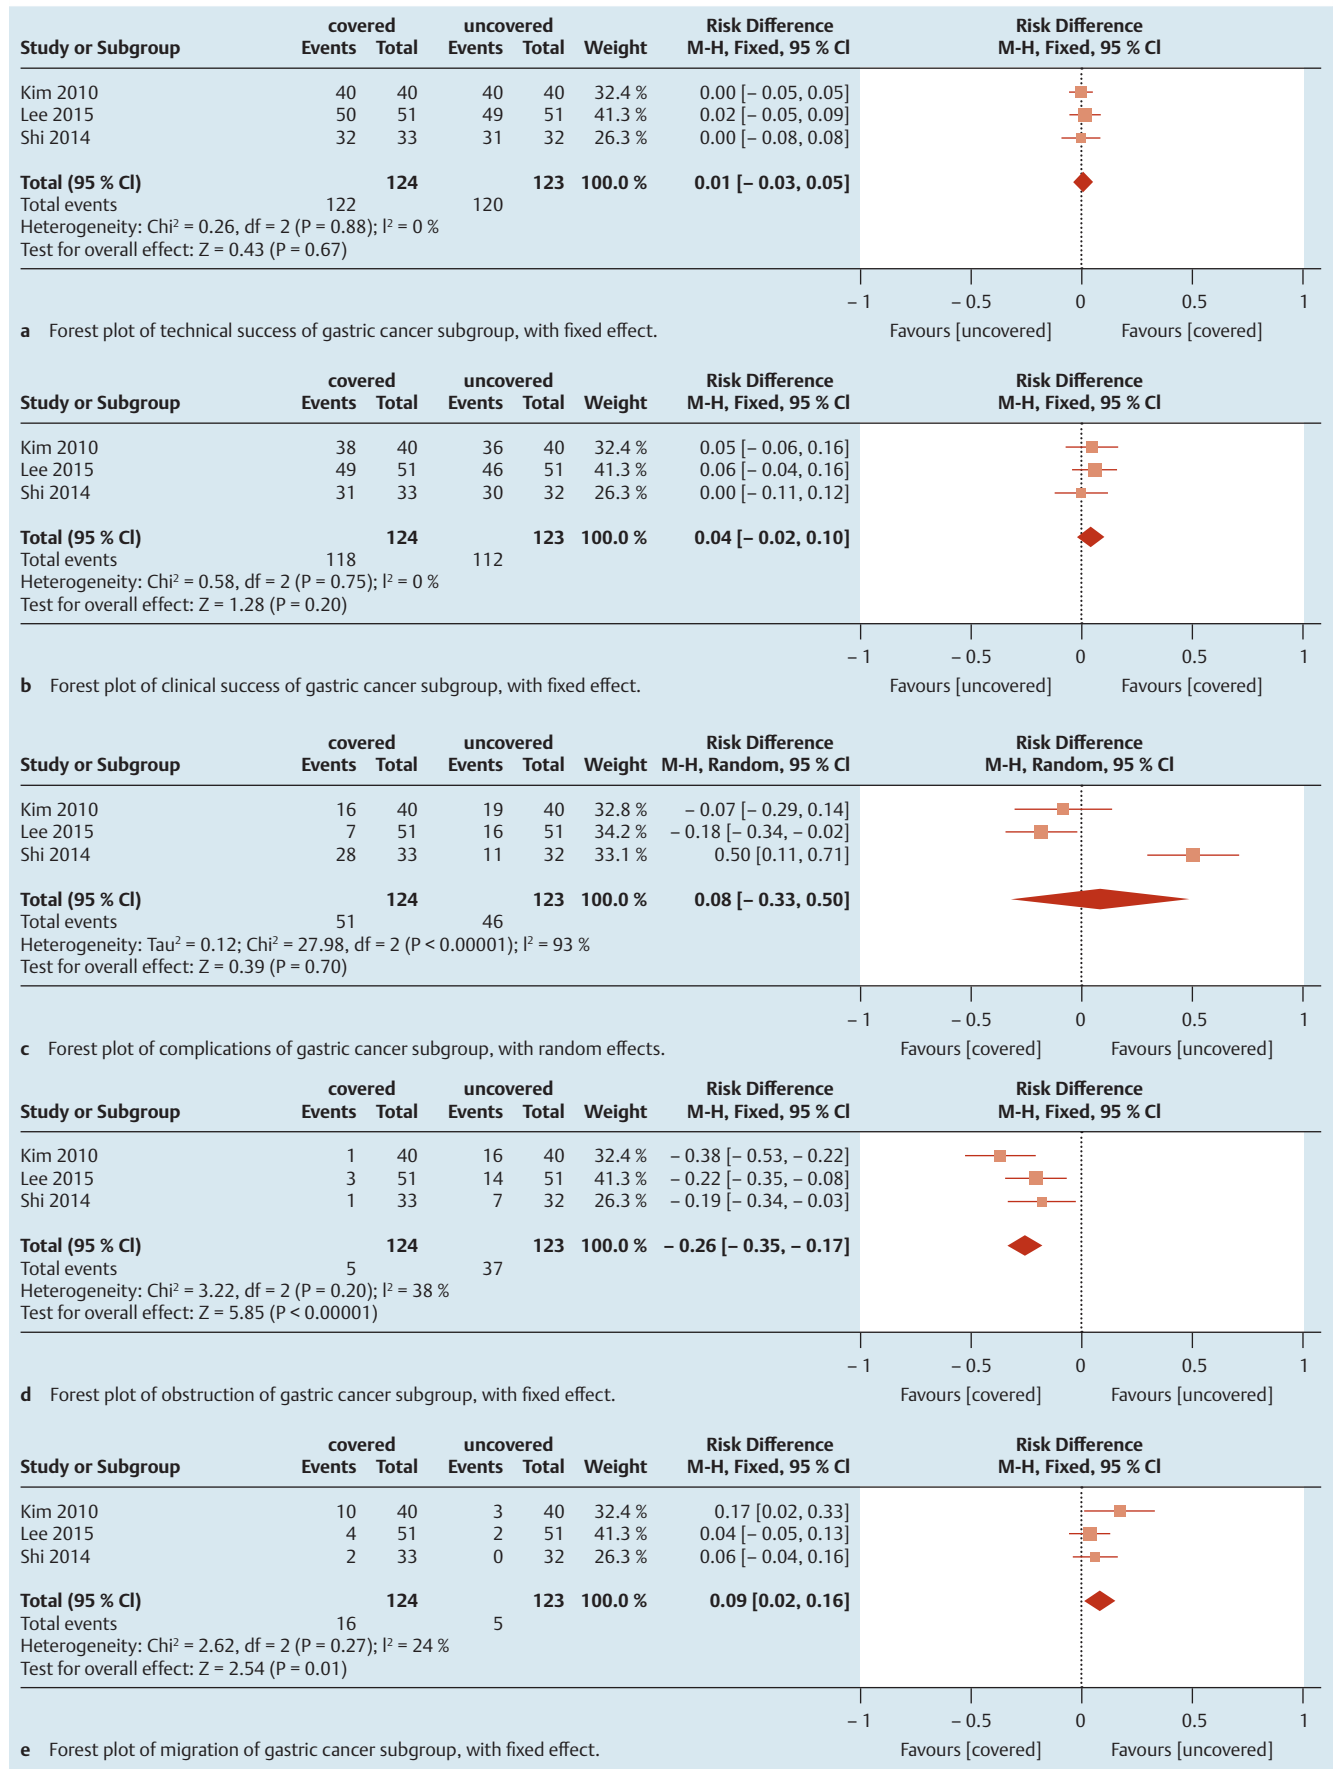 covered uncovered Risk Difference Risk Difference
Study or Subgroup Events Total Events Total Weight M-H, Fixed, 95 % CI M-H, Fixed, 95 % CI
Kim 2010 40 40 40 40 32.4 % 0.00 [– 0.05, 0.05]
Lee 2015 50 51 49 51 41.3 % 0.02 [– 0.05, 0.09]
Shi 2014 32 33 31 32 26.3 % 0.00 [– 0.08, 0.08]
Total (95 % CI) 124 123 100.0 % 0.01 [– 0.03, 0.05]
Total events 122 120
Heterogeneity: Chi² = 0.26, df = 2 (P = 0.88); I² = 0 %
Test for overall effect: Z = 0.43 (P = 0.67)
– 1 – 0.5 0 0.5 1
a Forest plot of technical success of gastric cancer subgroup, with fixed effect. Favours [uncovered] Favours [covered]
covered uncovered Risk Difference Risk Difference
Study or Subgroup Events Total Events Total Weight M-H, Fixed, 95 % CI M-H, Fixed, 95 % CI
Kim 2010 38 40 36 40 32.4 % 0.05 [– 0.06, 0.16]
Lee 2015 49 51 46 51 41.3 % 0.06 [– 0.04, 0.16]
Shi 2014 31 33 30 32 26.3 % 0.00 [– 0.11, 0.12]
Total (95 % CI) 124 123 100.0 % 0.04 [– 0.02, 0.10]
Total events 118 112
Heterogeneity: Chi² = 0.58, df = 2 (P = 0.75); I² = 0 %
Test for overall effect: Z = 1.28 (P = 0.20)
– 1 – 0.5 0 0.5 1
b Forest plot of clinical success of gastric cancer subgroup, with fixed effect. Favours [uncovered] Favours [covered]
covered uncovered Risk Difference Risk Difference
Study or Subgroup Events Total Events Total Weight M-H, Random, 95 % CI M-H, Random, 95 % CI
Kim 2010 16 40 19 40 32.8 % – 0.07 [– 0.29, 0.14]
Lee 2015 7 51 16 51 34.2 % – 0.18 [– 0.34, – 0.02]
Shi 2014 28 33 11 32 33.1 % 0.50 [0.11, 0.71]
Total (95 % CI) 124 123 100.0 % 0.08 [– 0.33, 0.50]
Total events 51 46
Heterogeneity: Tau² = 0.12; Chi² = 27.98, df = 2 (P < 0.00001); I² = 93 %
Test for overall effect: Z = 0.39 (P = 0.70)
– 1 – 0.5 0 0.5 1
c Forest plot of complications of gastric cancer subgroup, with random effects. Favours [covered] Favours [uncovered]
covered uncovered Risk Difference Risk Difference
Study or Subgroup Events Total Events Total Weight M-H, Fixed, 95 % CI M-H, Fixed, 95 % CI
Kim 2010 1 40 16 40 32.4 % – 0.38 [– 0.53, – 0.22]
Lee 2015 3 51 14 51 41.3 % – 0.22 [– 0.35, – 0.08]
Shi 2014 1 33 7 32 26.3 % – 0.19 [– 0.34, – 0.03]
Total (95 % CI) 124 123 100.0 % – 0.26 [– 0.35, – 0.17]
Total events 5 37
Heterogeneity: Chi² = 3.22, df = 2 (P = 0.20); I² = 38 %
Test for overall effect: Z = 5.85 (P < 0.00001)
– 1 – 0.5 0 0.5 1
d Forest plot of obstruction of gastric cancer subgroup, with fixed effect. Favours [covered] Favours [uncovered]
covered uncovered Risk Difference Risk Difference
Study or Subgroup Events Total Events Total Weight M-H, Fixed, 95 % CI M-H, Fixed, 95 % CI
Kim 2010 10 40 3 40 32.4 % 0.17 [0.02, 0.33]
Lee 2015 4 51 2 51 41.3 % 0.04 [– 0.05, 0.13]
Shi 2014 2 33 0 32 26.3 % 0.06 [– 0.04, 0.16]
Total (95 % CI) 124 123 100.0 % 0.09 [0.02, 0.16]
Total events 16 5
Heterogeneity: Chi² = 2.62, df = 2 (P = 0.27); I² = 24 %
Test for overall effect: Z = 2.54 (P = 0.01)
– 1 – 0.5 0 0.5 1
e Forest plot of migration of gastric cancer subgroup, with fixed effect. Favours [covered] Favours [uncovered]